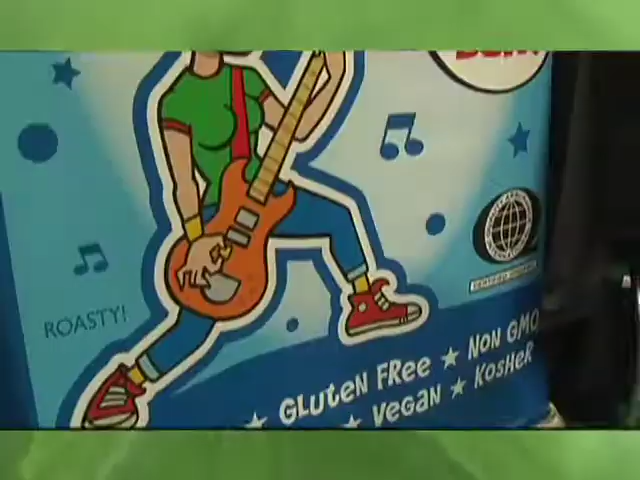 ROASTY!
GLUTEN FREE ★ NON GMO
★ VEGAN ★ KOSHER